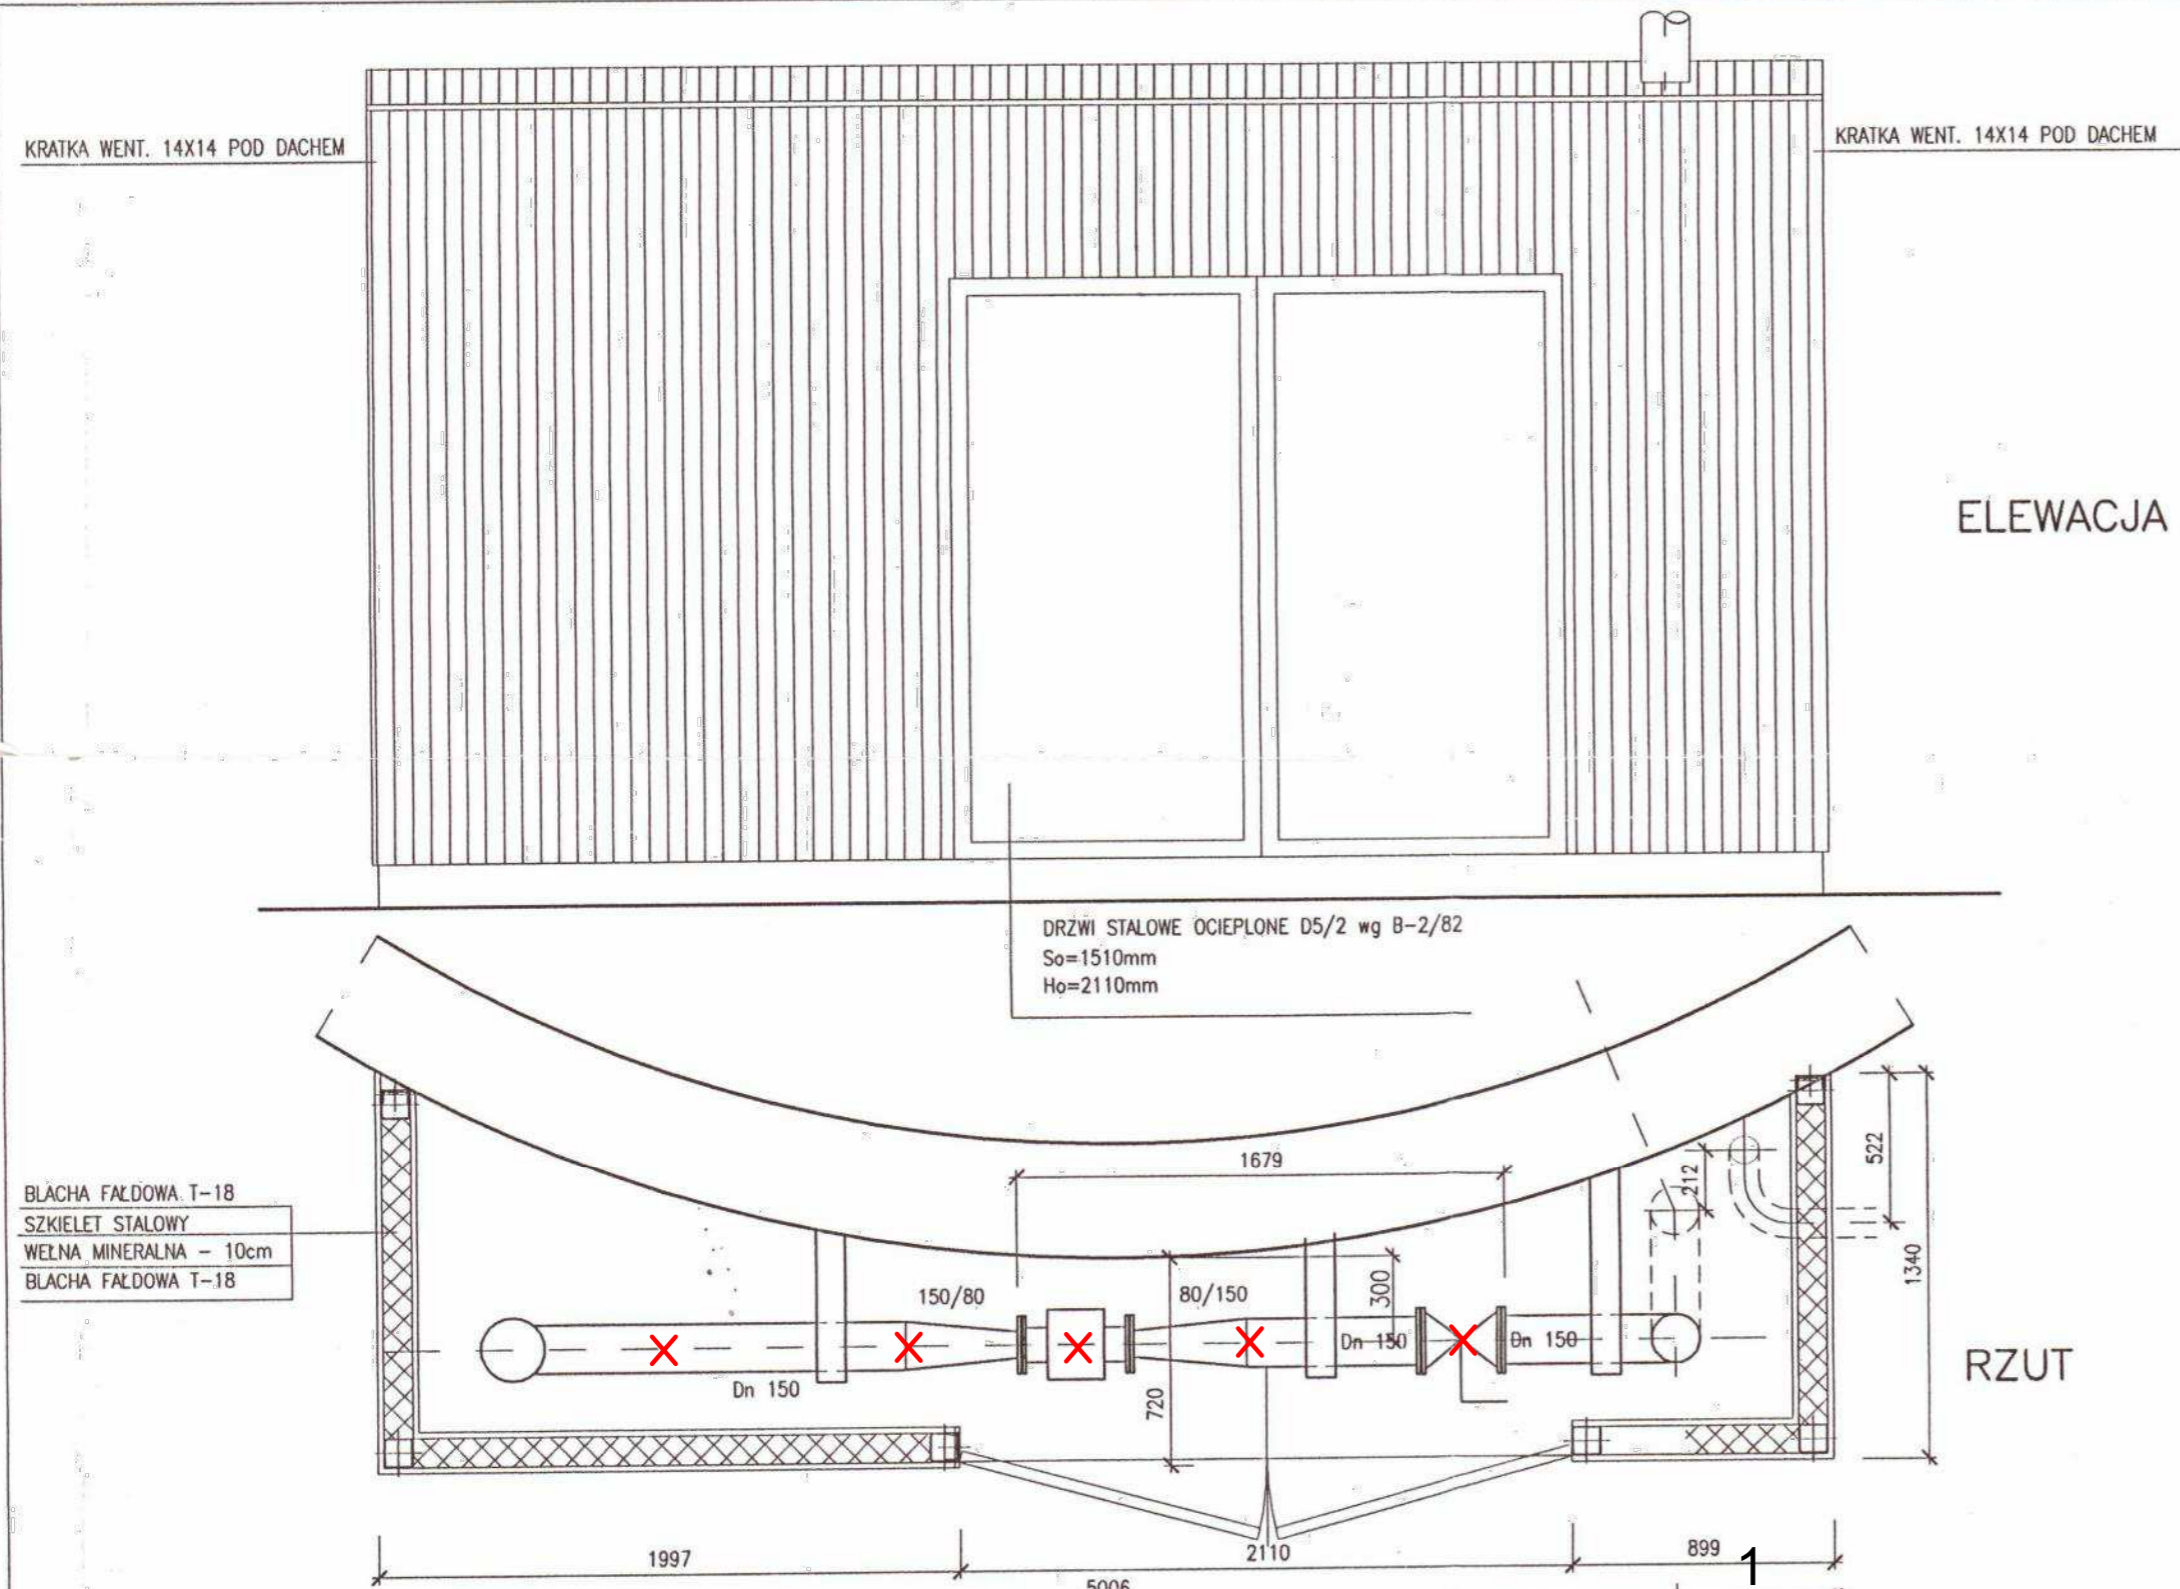 KRATKA WENT. 14X14 POD DACHEM
KRATKA WENT. 14X14 POD DACHEM
ELEWACJA
DRZWI STALOWE OCIEPLONE D5/2 wg B-2/82
So=1510mm
Ho=2110mm
BLACHA FAŁDOWA T-18
SZKIELET STALOWY
WEŁNA MINERALNA - 10cm
BLACHA FAŁDOWA T-18
1679
212
522
1340
150/80
80/150
300
Dn 150
Dn 150
Dn 150
720
RZUT
1997
2110
899
1
5006